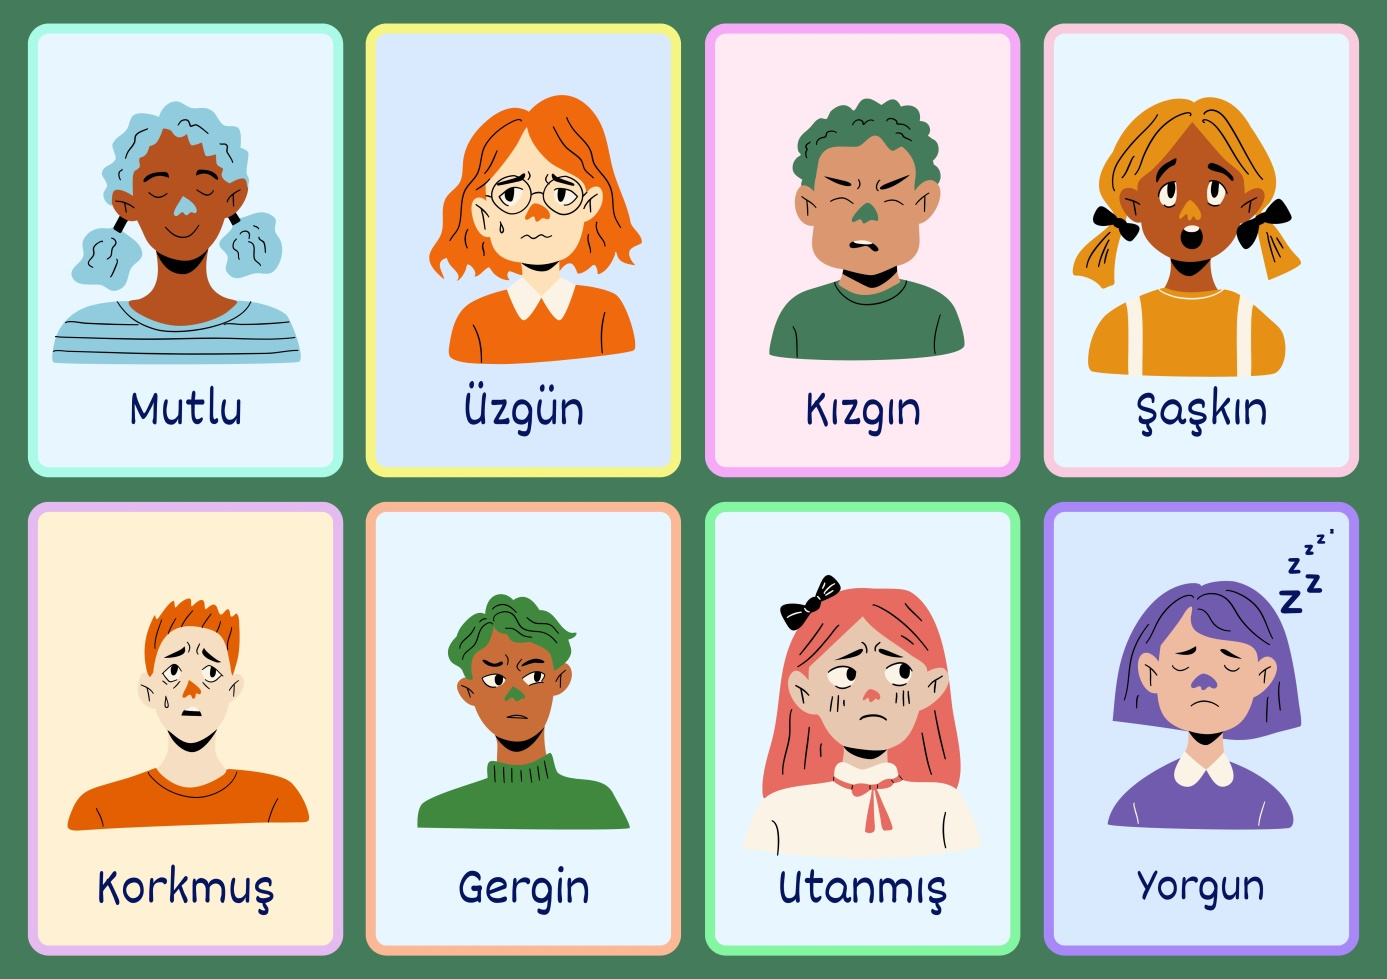 Mutlu
Üzgün
Kızgın
Şaşkın
z z z z z
Korkmuş
Gergin
Utanmış
Yorgun